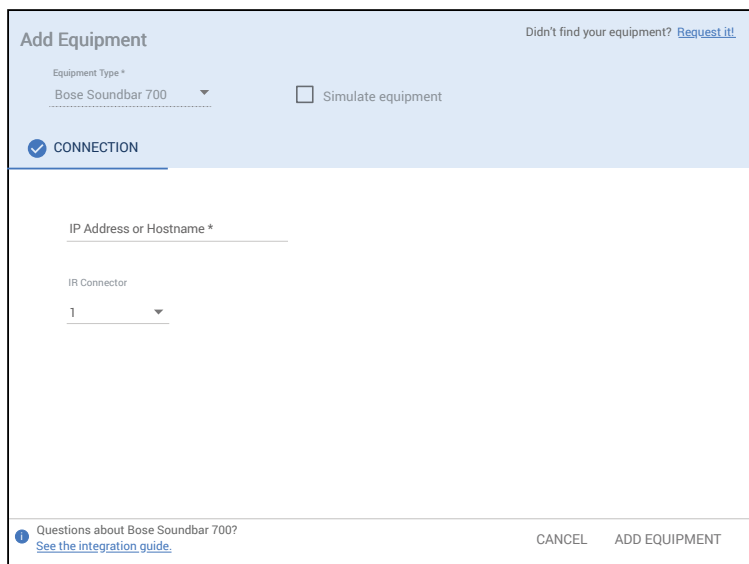 Add Equipment
Didn't find your equipment? Request it!
Equipment Type *
Bose Soundbar 700
Simulate equipment
CONNECTION
IP Address or Hostname *
IR Connector
1
Questions about Bose Soundbar 700?
See the integration guide.
CANCEL
ADD EQUIPMENT